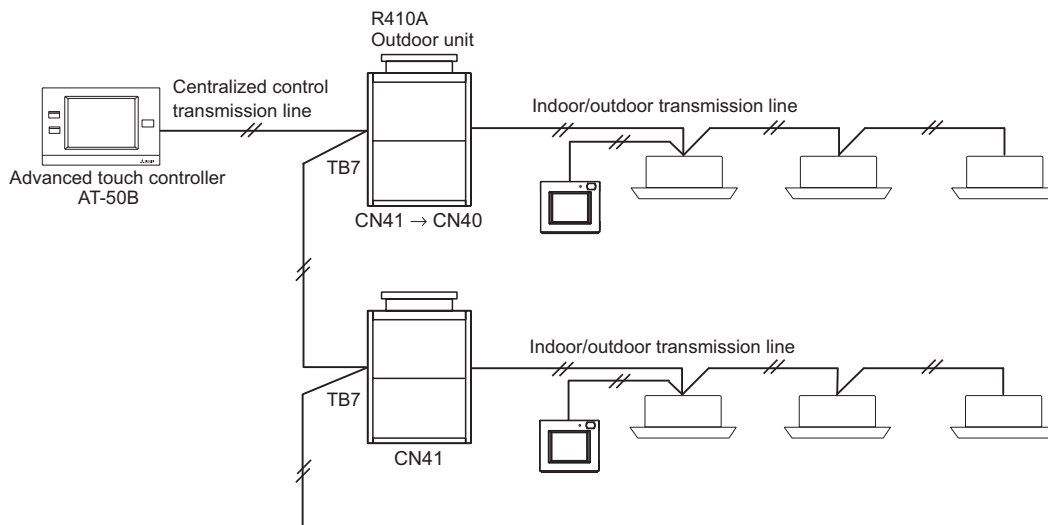 R410A
Outdoor unit
Centralized control
transmission line
Indoor/outdoor transmission line
Advanced touch controller
AT-50B
TB7
CN41 → CN40
Indoor/outdoor transmission line
TB7
CN41